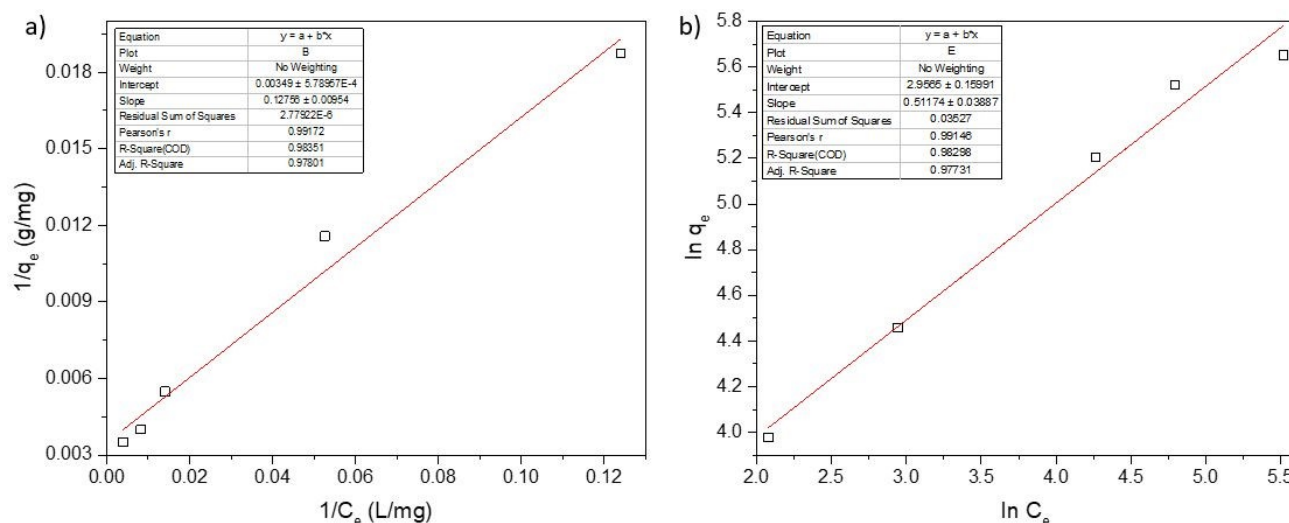 a)
Equation y = a + b*x
Plot B
Weight No Weighting
Intercept 0.00349 ± 5.78957E-4
Slope 0.12756 ± 0.00954
Residual Sum of Squares 2.77922E-6
Pearson's r 0.99172
R-Square(COD) 0.98351
Adj. R-Square 0.97801
0.018
0.015
0.012
0.009
0.006
0.003
1/qe (g/mg)
0.00 0.02 0.04 0.06 0.08 0.10 0.12
1/Ce (L/mg)
b)
Equation y = a + b*x
Plot E
Weight No Weighting
Intercept 2.9565 ± 0.15991
Slope 0.51174 ± 0.03887
Residual Sum of Squares 0.03527
Pearson's r 0.99146
R-Square(COD) 0.98298
Adj. R-Square 0.97731
5.8
5.6
5.4
5.2
5.0
4.8
4.6
4.4
4.2
4.0
ln qe
2.0 2.5 3.0 3.5 4.0 4.5 5.0 5.5
ln Ce